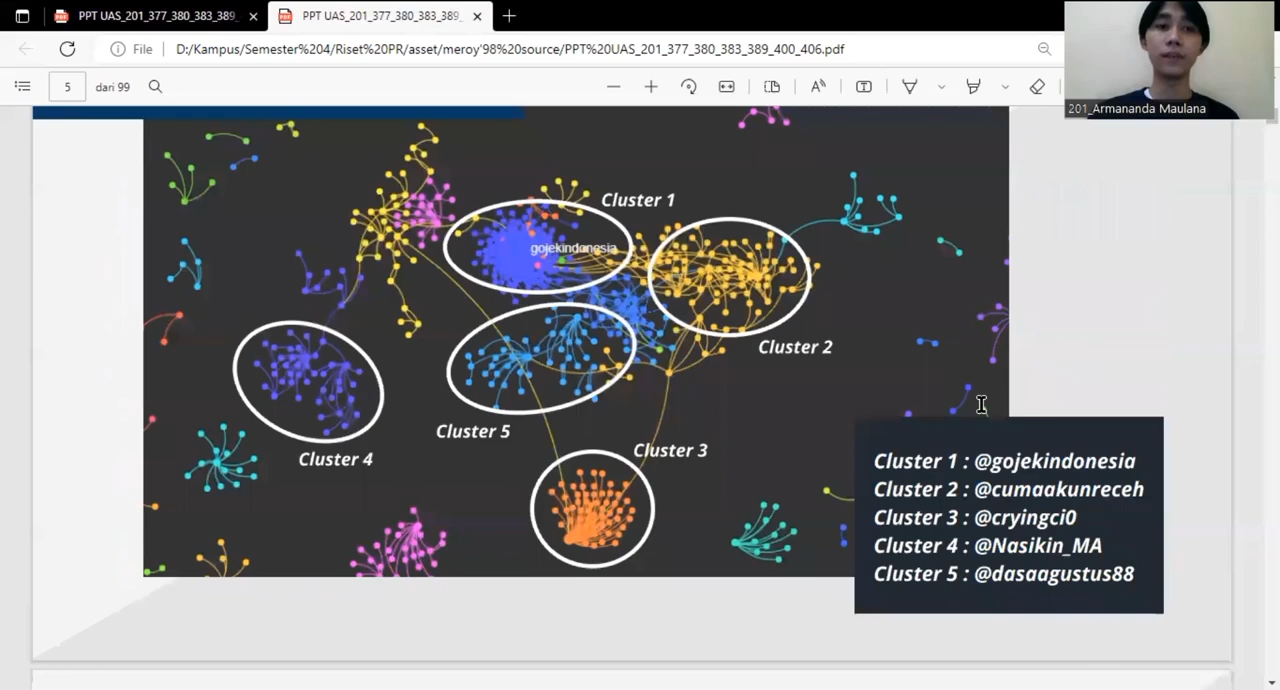 PPT UAS_201_377_380_383_389_
PPT UAS_201_377_380_383_389_
File
D:/Kampus/Semester%204/Riset%20PR/asset/meroy'98%20source/PPT%20UAS_201_377_380_383_389_400_406.pdf
5 dari 99
201_Armananda Maulana
Cluster 1
gojekindonesia
Cluster 2
Cluster 5
Cluster 3
Cluster 4
Cluster 1 : @gojekindonesia
Cluster 2 : @cumaakunreceh
Cluster 3 : @cryingci0
Cluster 4 : @Nasikin_MA
Cluster 5 : @dasaagustus88